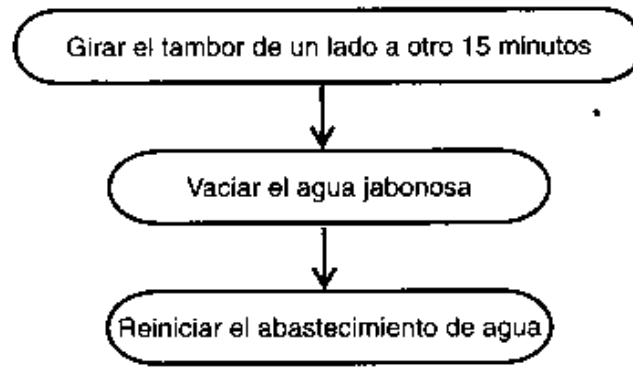 Girar el tambor de un lado a otro 15 minutos
Vaciar el agua jabonosa
Reiniciar el abastecimiento de agua